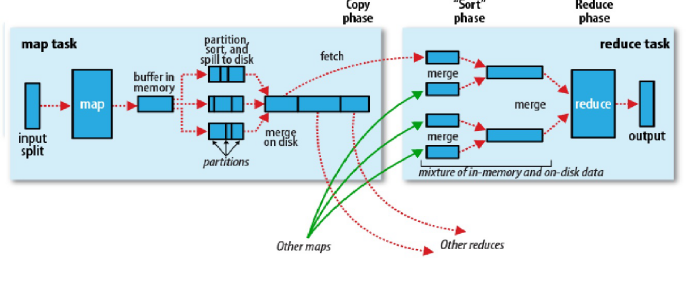 Copy
phase
"Sort"
phase
Reduce
phase
map task
partition,
sort, and
spill to disk
fetch
reduce task
buffer in
memory
map
merge
merge
reduce
input
split
merge
on disk
merge
output
partitions
mixture of in-memory and on-disk data
Other maps
Other reduces